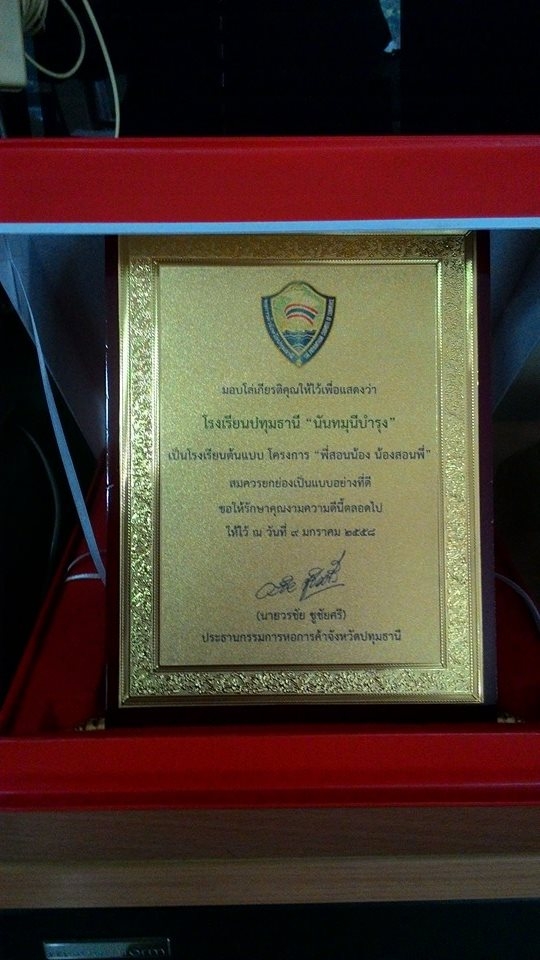 มอบโล่เกียรติคุณให้ไว้เพื่อแสดงว่า
โรงเรียนปทุมธานี “นันทมุนีบำรุง”
เป็นโรงเรียนต้นแบบ โครงการ “พี่สอนน้อง น้องสอนพี่”
สมควรยกย่องเป็นแบบอย่างที่ดี
ขอให้รักษาคุณงามความดีนี้ตลอดไป
ให้ไว้ ณ วันที่ ๙ มกราคม ๒๕๕๘
(นายวรชัย ชูชัยศรี)
ประธานกรรมการหอการค้าจังหวัดปทุมธานี